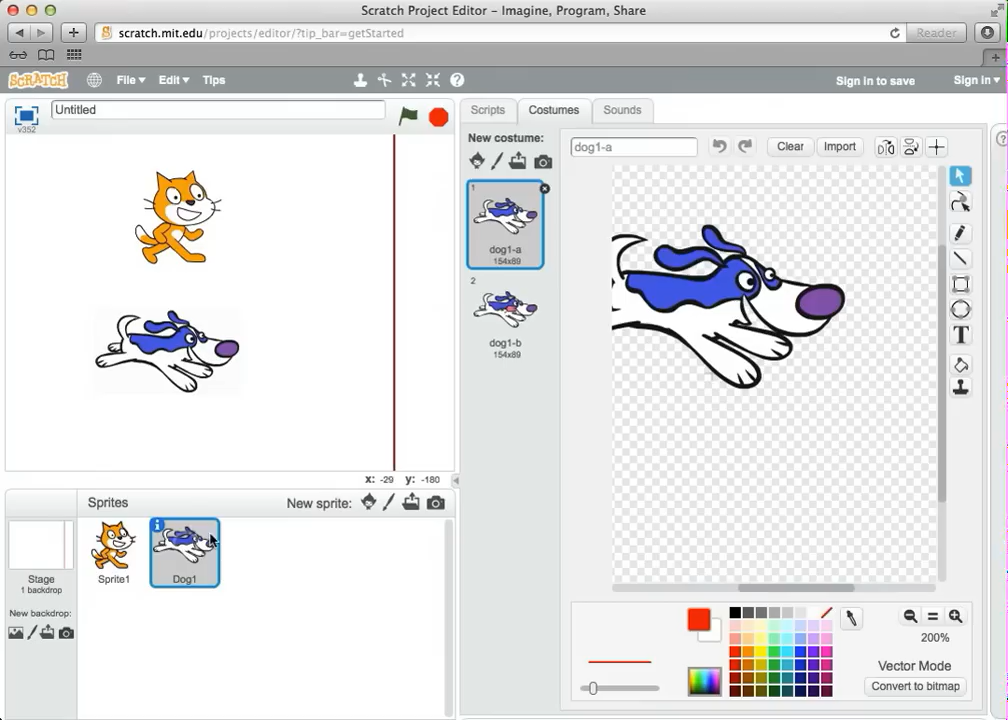 Scratch Project Editor - Imagine, Program, Share
scratch.mit.edu/projects/editor/?tip_bar=getStarted
Reader
SCRATCH
File
Edit
Tips
Sign in to save
Sign in
v352
Untitled
Scripts
Costumes
Sounds
New costume:
dog1-a
Clear
Import
1
dog1-a
154x89
2
dog1-b
154x89
T
x: -29 y: -180
Sprites
New sprite:
Stage
1 backdrop
New backdrop:
Sprite1
Dog1
200%
Vector Mode
Convert to bitmap